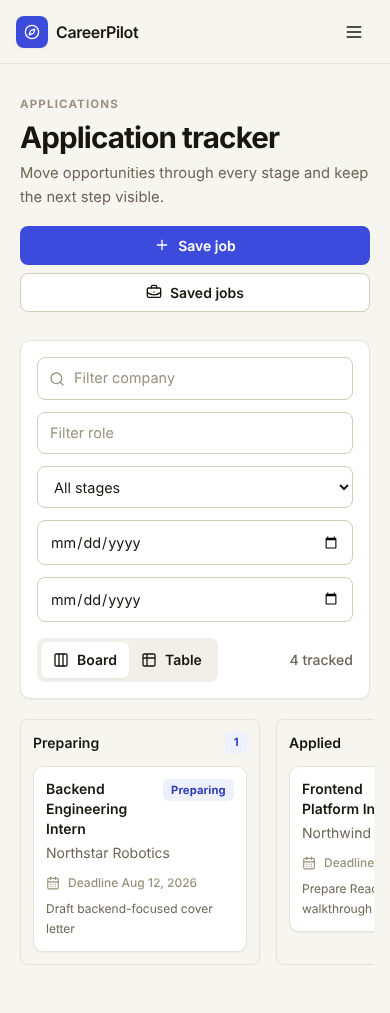 CareerPilot
APPLICATIONS
Application tracker
Move opportunities through every stage and keep
the next step visible.
Save job
Saved jobs
Filter company
Filter role
All stages
mm/dd/yyyy
mm/dd/yyyy
Board
Table
4 tracked
Preparing
1
Backend
Engineering
Intern
Preparing
Northstar Robotics
Deadline Aug 12, 2026
Draft backend-focused cover
letter
Applied
Frontend
Platform In
Northwind
Deadline
Prepare Reac
walkthrough